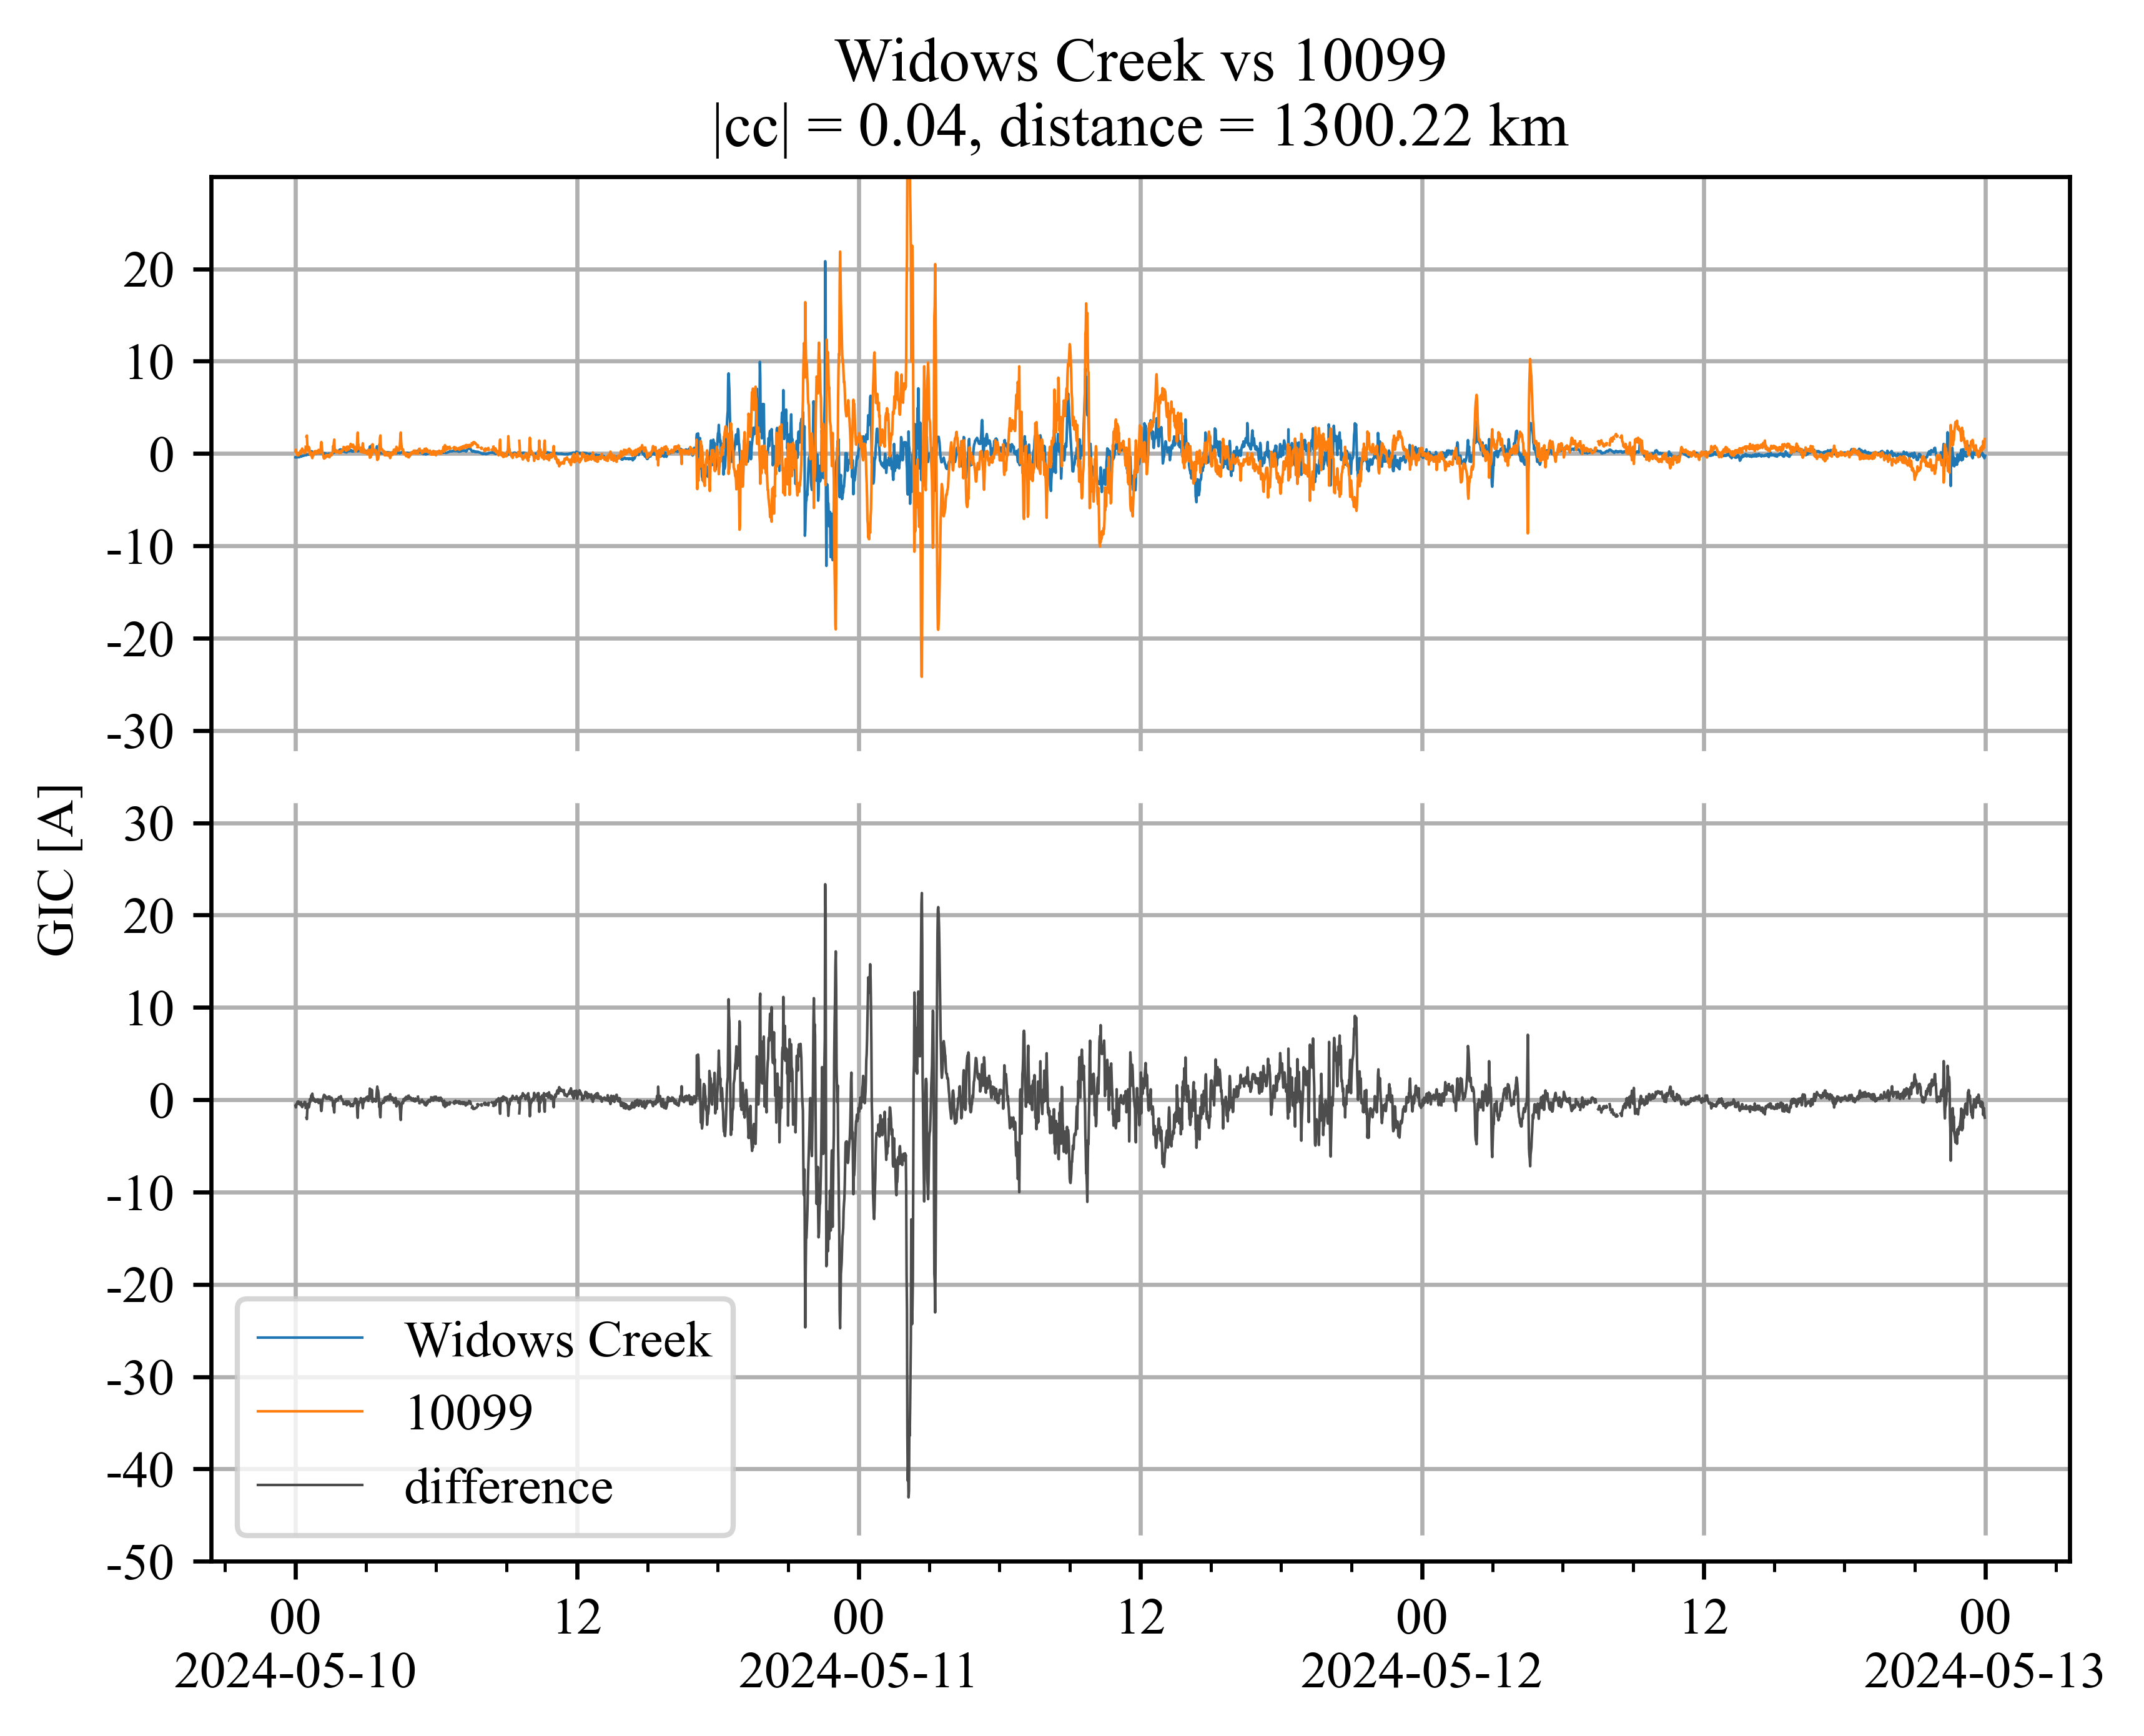 Widows Creek vs 10099
|cc| = 0.04, distance = 1300.22 km
GIC [A]
20
10
0
-10
-20
-30
30
20
10
0
-10
-20
-30
-40
-50
Widows Creek
10099
difference
00 12 00 12 00 12 00
2024-05-10 2024-05-11 2024-05-12 2024-05-13